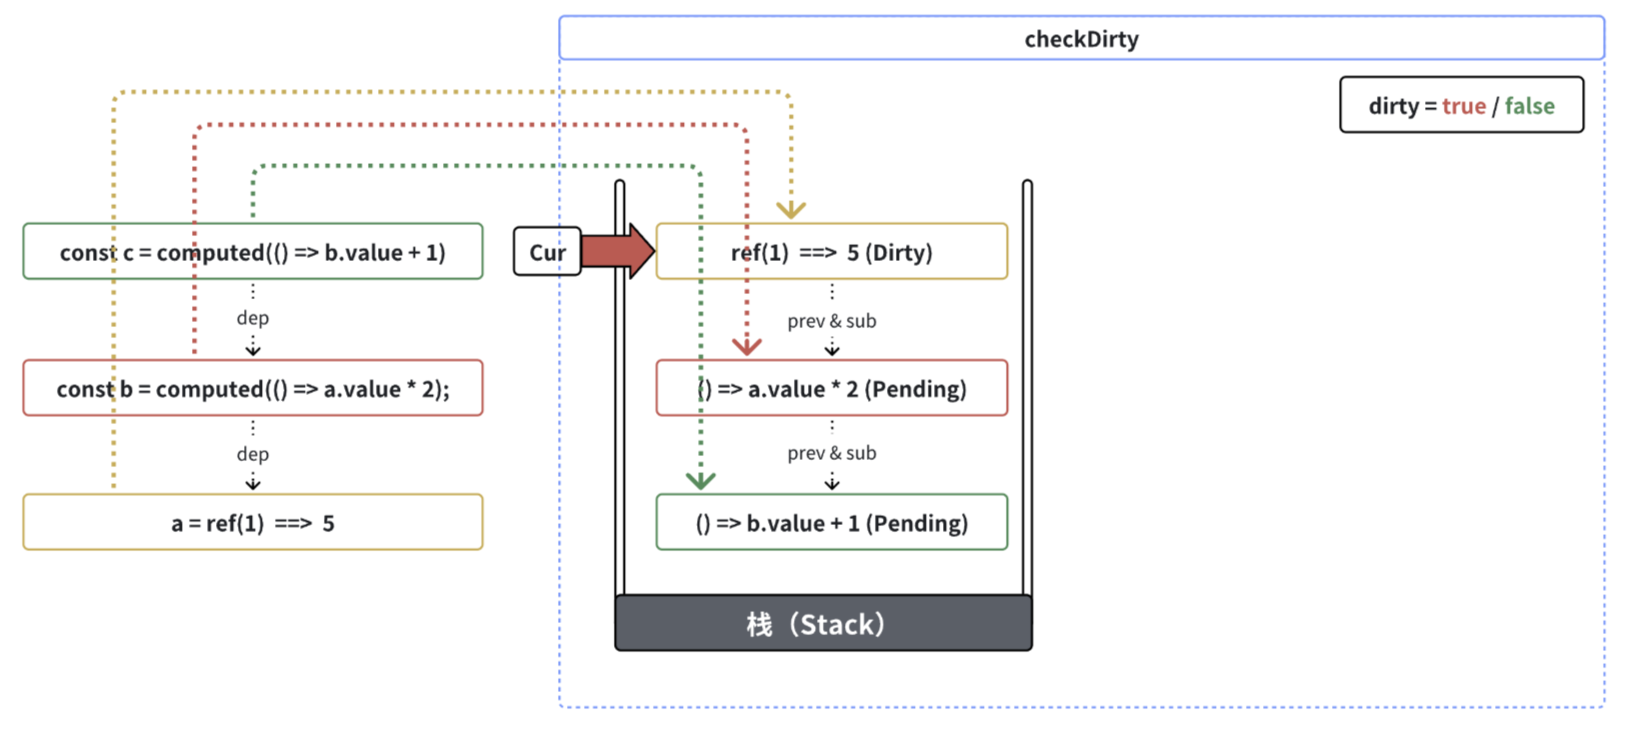 checkDirty
dirty = true / false
const c = computed(() => b.value + 1)
Cur
ref(1) ==> 5 (Dirty)
dep
prev & sub
const b = computed(() => a.value * 2);
() => a.value * 2 (Pending)
dep
prev & sub
a = ref(1) ==> 5
() => b.value + 1 (Pending)
栈（Stack）